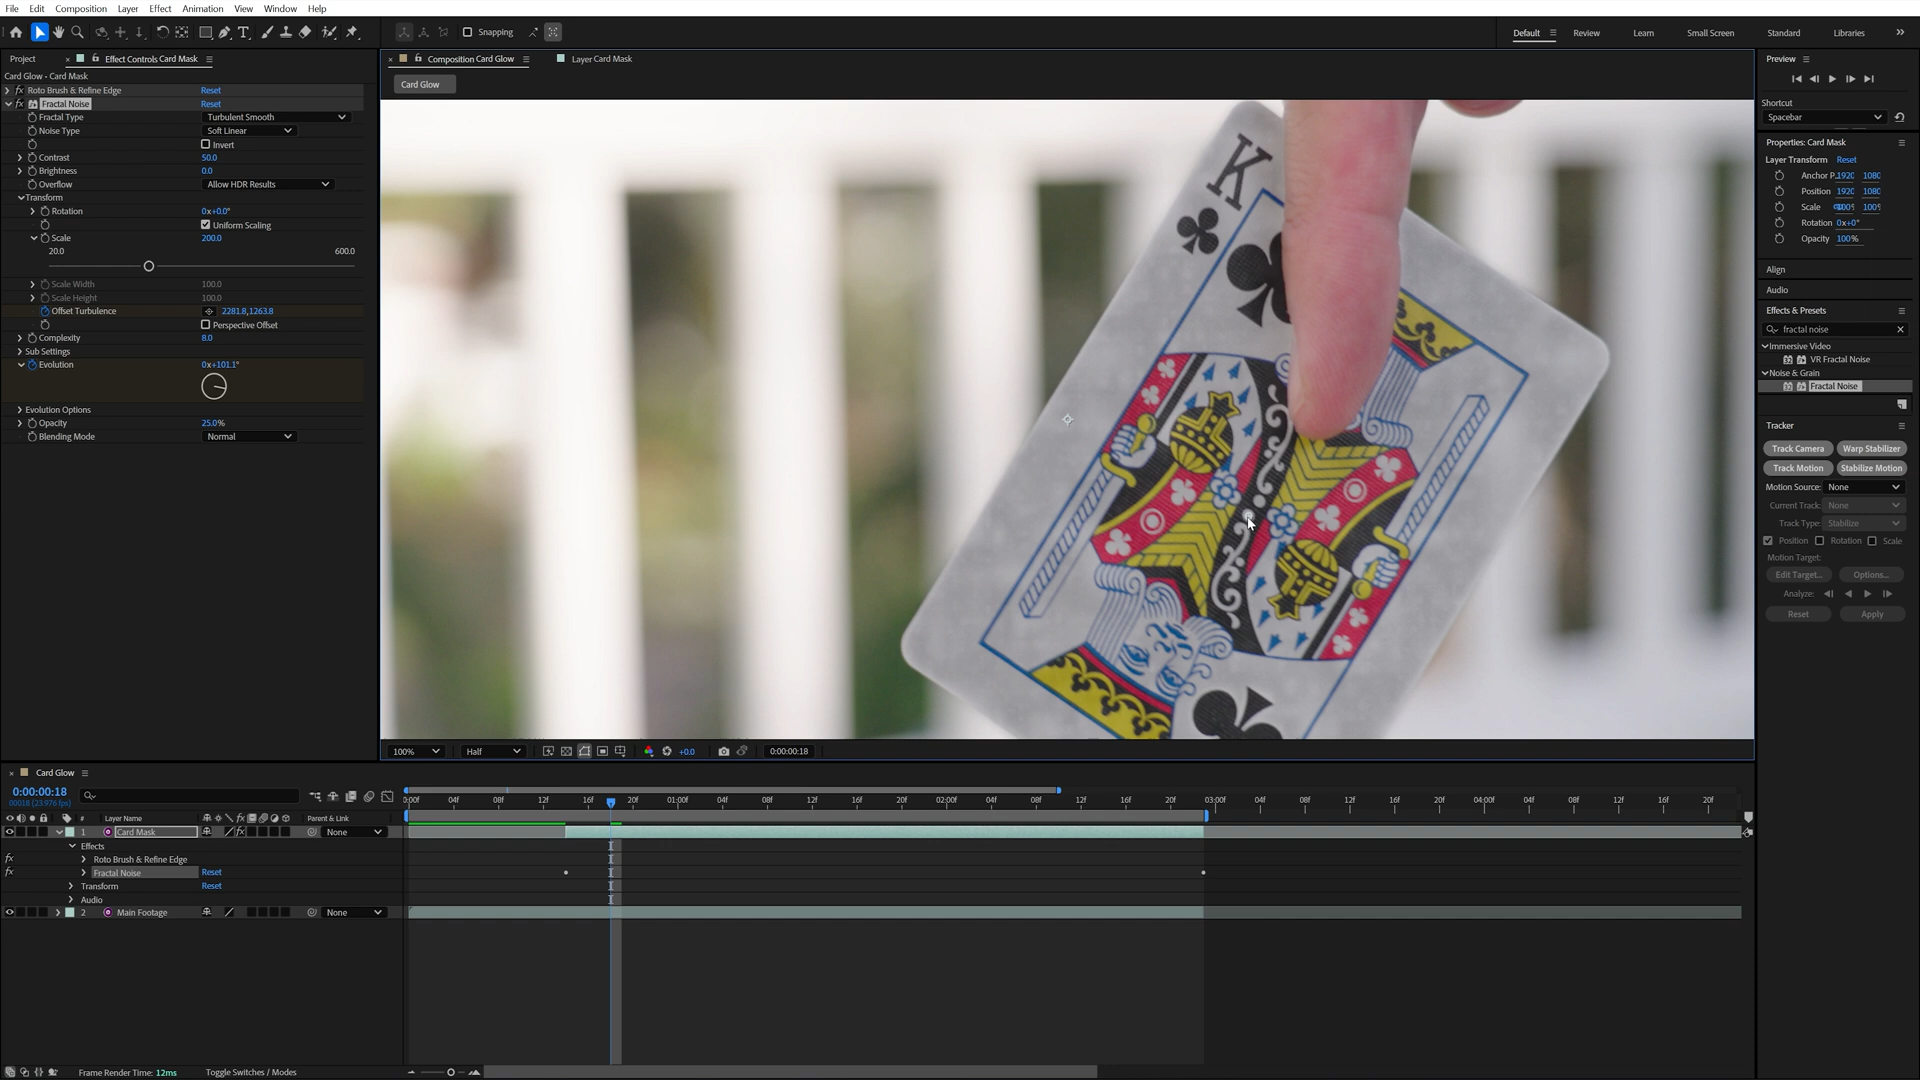 File Edit Composition Layer Effect Animation View Window Help
Snapping
Default Review Learn Small Screen Standard Libraries
Project Effect Controls Card Mask
Card Glow • Card Mask
Roto Brush & Refine Edge Reset
Fractal Noise Reset
Fractal Type Turbulent Smooth
Noise Type Soft Linear
Invert
Contrast 50.0
Brightness 0.0
Overflow Allow HDR Results
Transform
Rotation 0x+0.0°
Uniform Scaling
Scale 200.0
20.0 600.0
Scale Width 100.0
Scale Height 100.0
Offset Turbulence 2281.8,1263.8
Perspective Offset
Complexity 8.0
Sub Settings
Evolution 0x+101.1°
Evolution Options
Opacity 25.0%
Blending Mode Normal
Composition Card Glow Layer Card Mask
Card Glow
K
100% Half +0.0 0:00:00:18
Preview
Shortcut
Spacebar
Properties: Card Mask
Layer Transform Reset
Anchor P 1920 1080
Position 1920 1080
Scale 100%
Rotation 0x+0°
Opacity 100%
Align
Audio
Effects & Presets
fractal noise
Immersive Video
VR Fractal Noise
Noise & Grain
Fractal Noise
Tracker
Track Camera Warp Stabilizer
Track Motion Stabilize Motion
Motion Source: None
Current Track: None
Track Type: Stabilize
Position Rotation Scale
Motion Target:
Edit Target... Options...
Analyze:
Reset Apply
Card Glow
0:00:00:18
00018 (23.976 fps)
0:00f 04f 08f 12f 16f 20f 01:00f 04f 08f 12f 16f 20f 02:00f 04f 08f 12f 16f 20f 03:00f 04f 08f 12f 16f 20f 04:00f 04f 08f 12f 16f 20f
# Layer Name Parent & Link
1 Card Mask None
Effects
Roto Brush & Refine Edge
Fractal Noise Reset
Transform Reset
Audio
2 Main Footage None
Frame Render Time: 12ms Toggle Switches / Modes